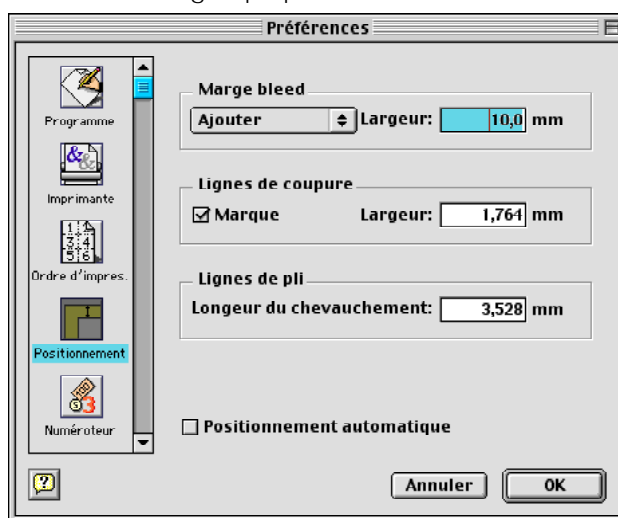 Préférences
Programme
Imprimante
Ordre d'impres.
Positionnement
Numéroteur
Marge bleed
Ajouter Largeur: 10,0 mm
Lignes de coupure
Marque Largeur: 1,764 mm
Lignes de pli
Longeur du chevauchement: 3,528 mm
Positionnement automatique
Annuler OK